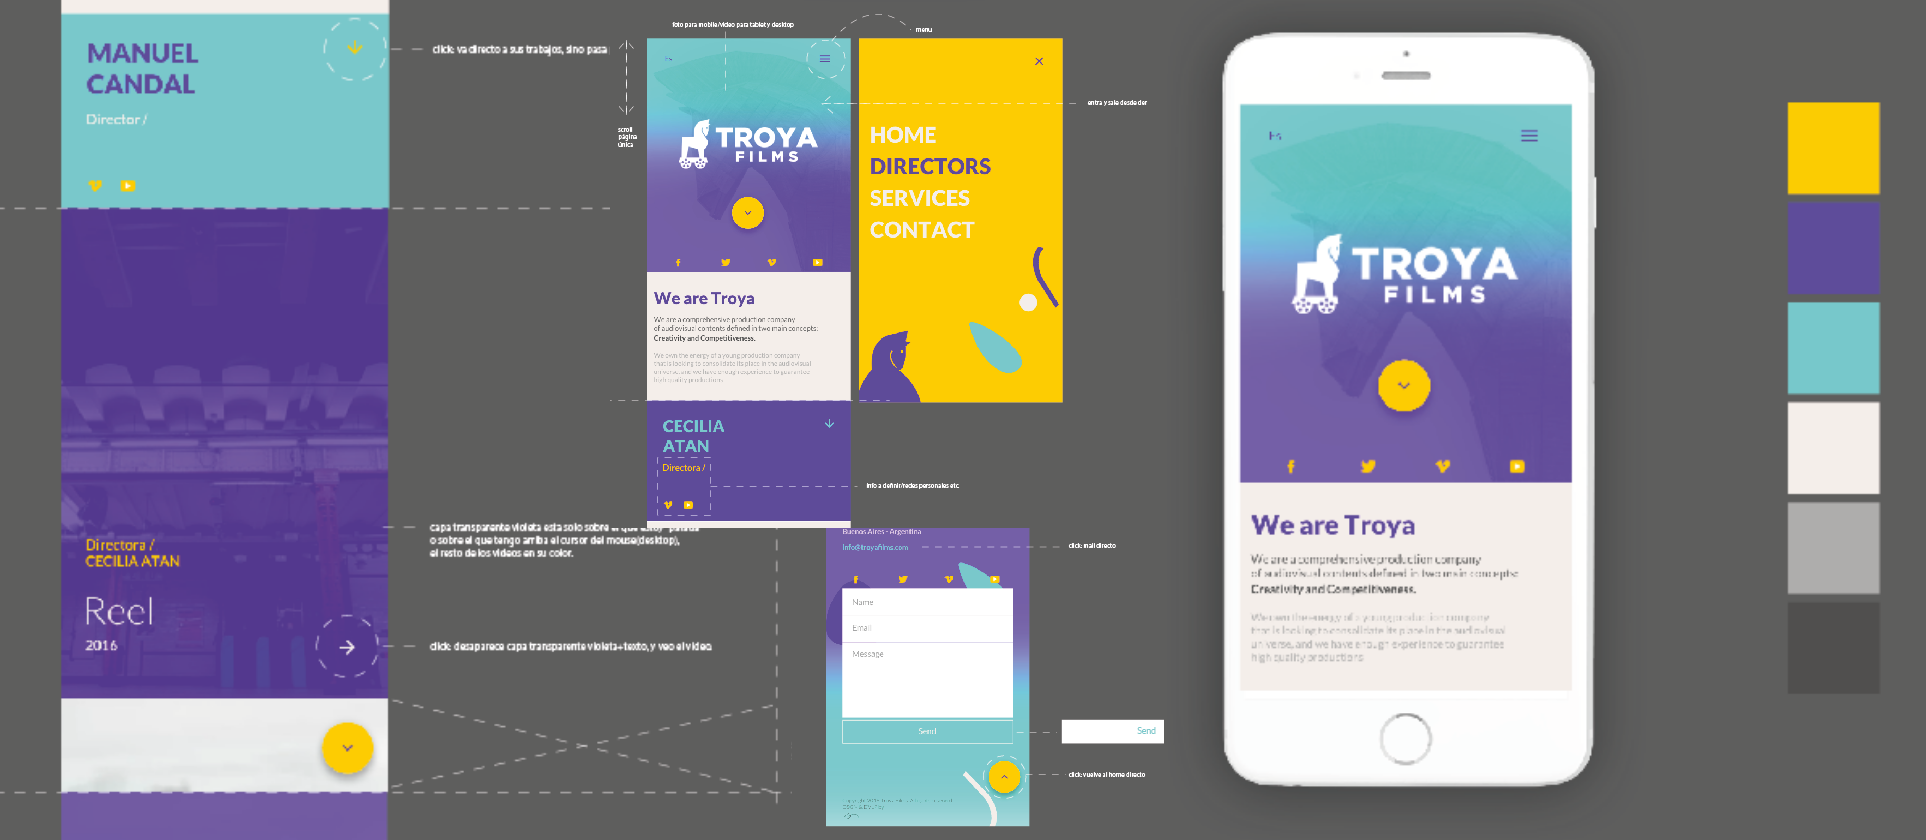 MANUEL
CANDAL
Director /
click: va directo a sus trabajos, sino pasa
Directora /
CECILIA ATAN
Reel
2016
capa transparente violeta esta solo sobre el que estoy
o sobre el que tengo arriba el cursor del mouse(desktop),
el resto de los videos en su color.
click: desaparece capa transparente violeta+texto, y veo el video.
foto para mobile/video para tablet y desktop
menu
scroll
página
única
TROYA
FILMS
We are Troya
We are a comprehensive production company
of audiovisual contents defined in two main concepts:
Creativity and Competitiveness.
We own the energy of a young production company
that is looking to consolidate its place in the audiovisual
universe, and we have enough experience to guarantee
high quality productions
CECILIA
ATAN
Directora /
info a definir/redes personales etc.
HOME
DIRECTORS
SERVICES
CONTACT
entra y sale desde der
Buenos Aires - Argentina
info@troyafilms.com
click: mail directo
Name
Email
Message
Send
Send
click: vuelve al home directo
TROYA
FILMS
We are Troya
We are a comprehensive production company
of audiovisual contents defined in two main concepts:
Creativity and Competitiveness.
We own the energy of a young production company
that is looking to consolidate its place in the audiovisual
universe, and we have enough experience to guarantee
high quality productions